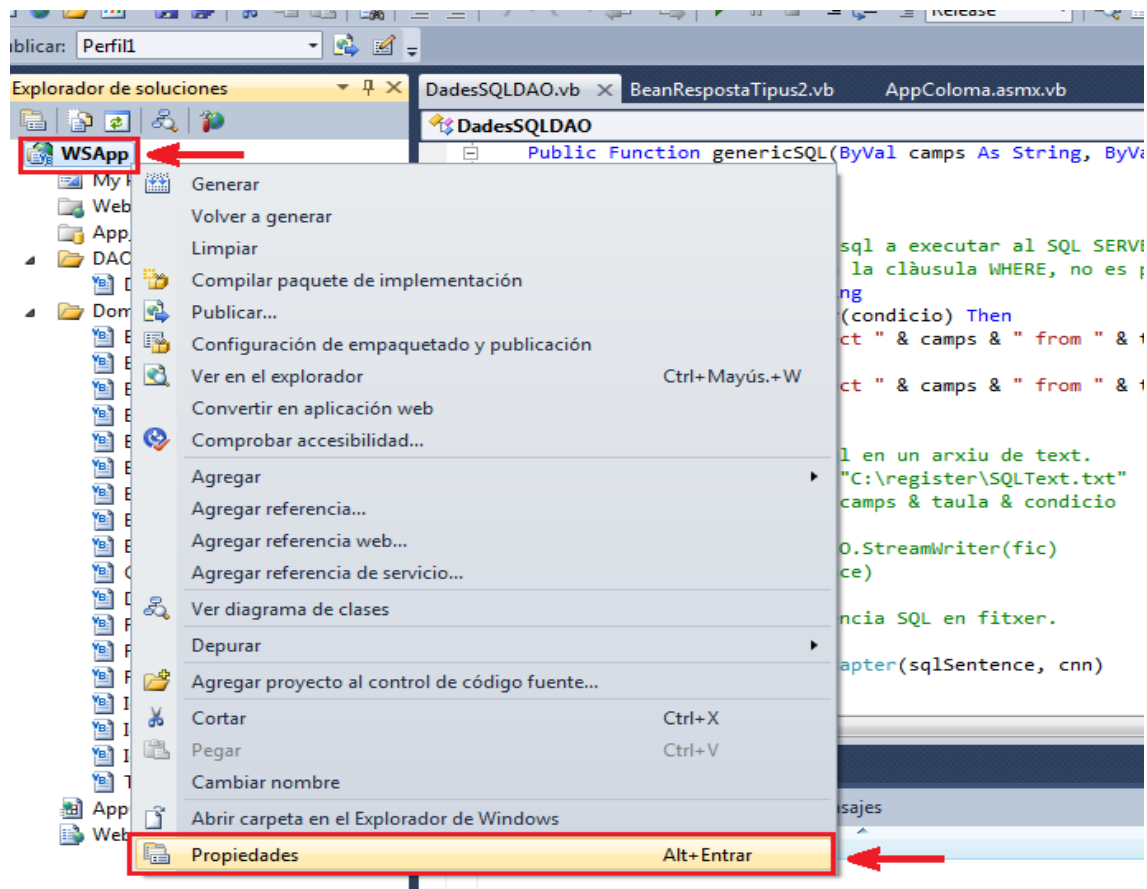 Release
blicar: Perfil1
Explorador de soluciones
DadesSQLDAO.vb
BeanRespostaTipus2.vb
AppColoma.asmx.vb
DadesSQLDAO
WSApp
Public Function genericSQL(ByVal camps As String, ByVa
My
Web
App_
DAO
Dom
App
Web
Generar
Volver a generar
Limpiar
Compilar paquete de implementación
Publicar...
Configuración de empaquetado y publicación
Ver en el explorador Ctrl+Mayús.+W
Convertir en aplicación web
Comprobar accesibilidad...
Agregar
Agregar referencia...
Agregar referencia web...
Agregar referencia de servicio...
Ver diagrama de clases
Depurar
Agregar proyecto al control de código fuente...
Cortar Ctrl+X
Pegar Ctrl+V
Cambiar nombre
Abrir carpeta en el Explorador de Windows
Propiedades Alt+Entrar
sql a executar al SQL SERVE
la clàusula WHERE, no es p
ng
(condicio) Then
ct " & camps & " from " & t
ct " & camps & " from " & t
l en un arxiu de text.
"C:\register\SQLText.txt"
camps & taula & condicio
O.StreamWriter(fic)
ce)
ncia SQL en fitxer.
apter(sqlSentence, cnn)
sajes